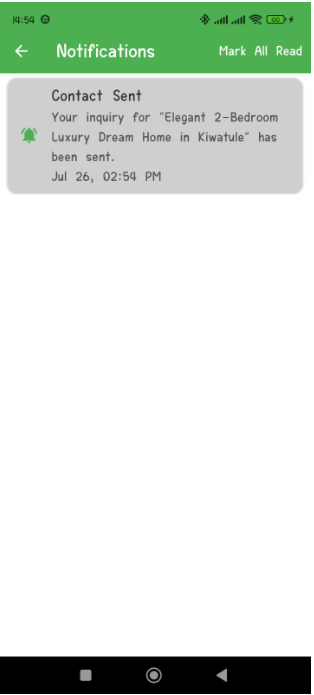 14:54
100
Notifications
Mark All Read
Contact Sent
Your inquiry for "Elegant 2-Bedroom
Luxury Dream Home in Kiwatule" has
been sent.
Jul 26, 02:54 PM